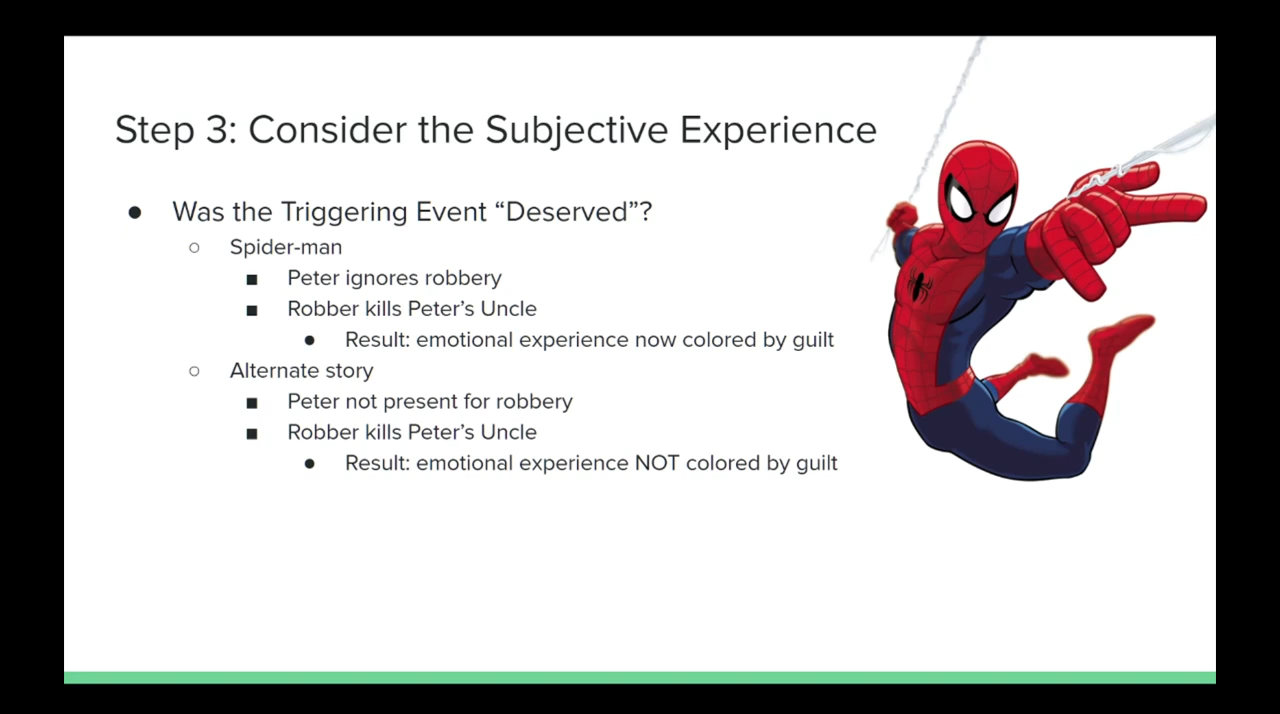 Step 3: Consider the Subjective Experience
● Was the Triggering Event “Deserved”?
○ Spider-man
■ Peter ignores robbery
■ Robber kills Peter’s Uncle
● Result: emotional experience now colored by guilt
○ Alternate story
■ Peter not present for robbery
■ Robber kills Peter’s Uncle
● Result: emotional experience NOT colored by guilt